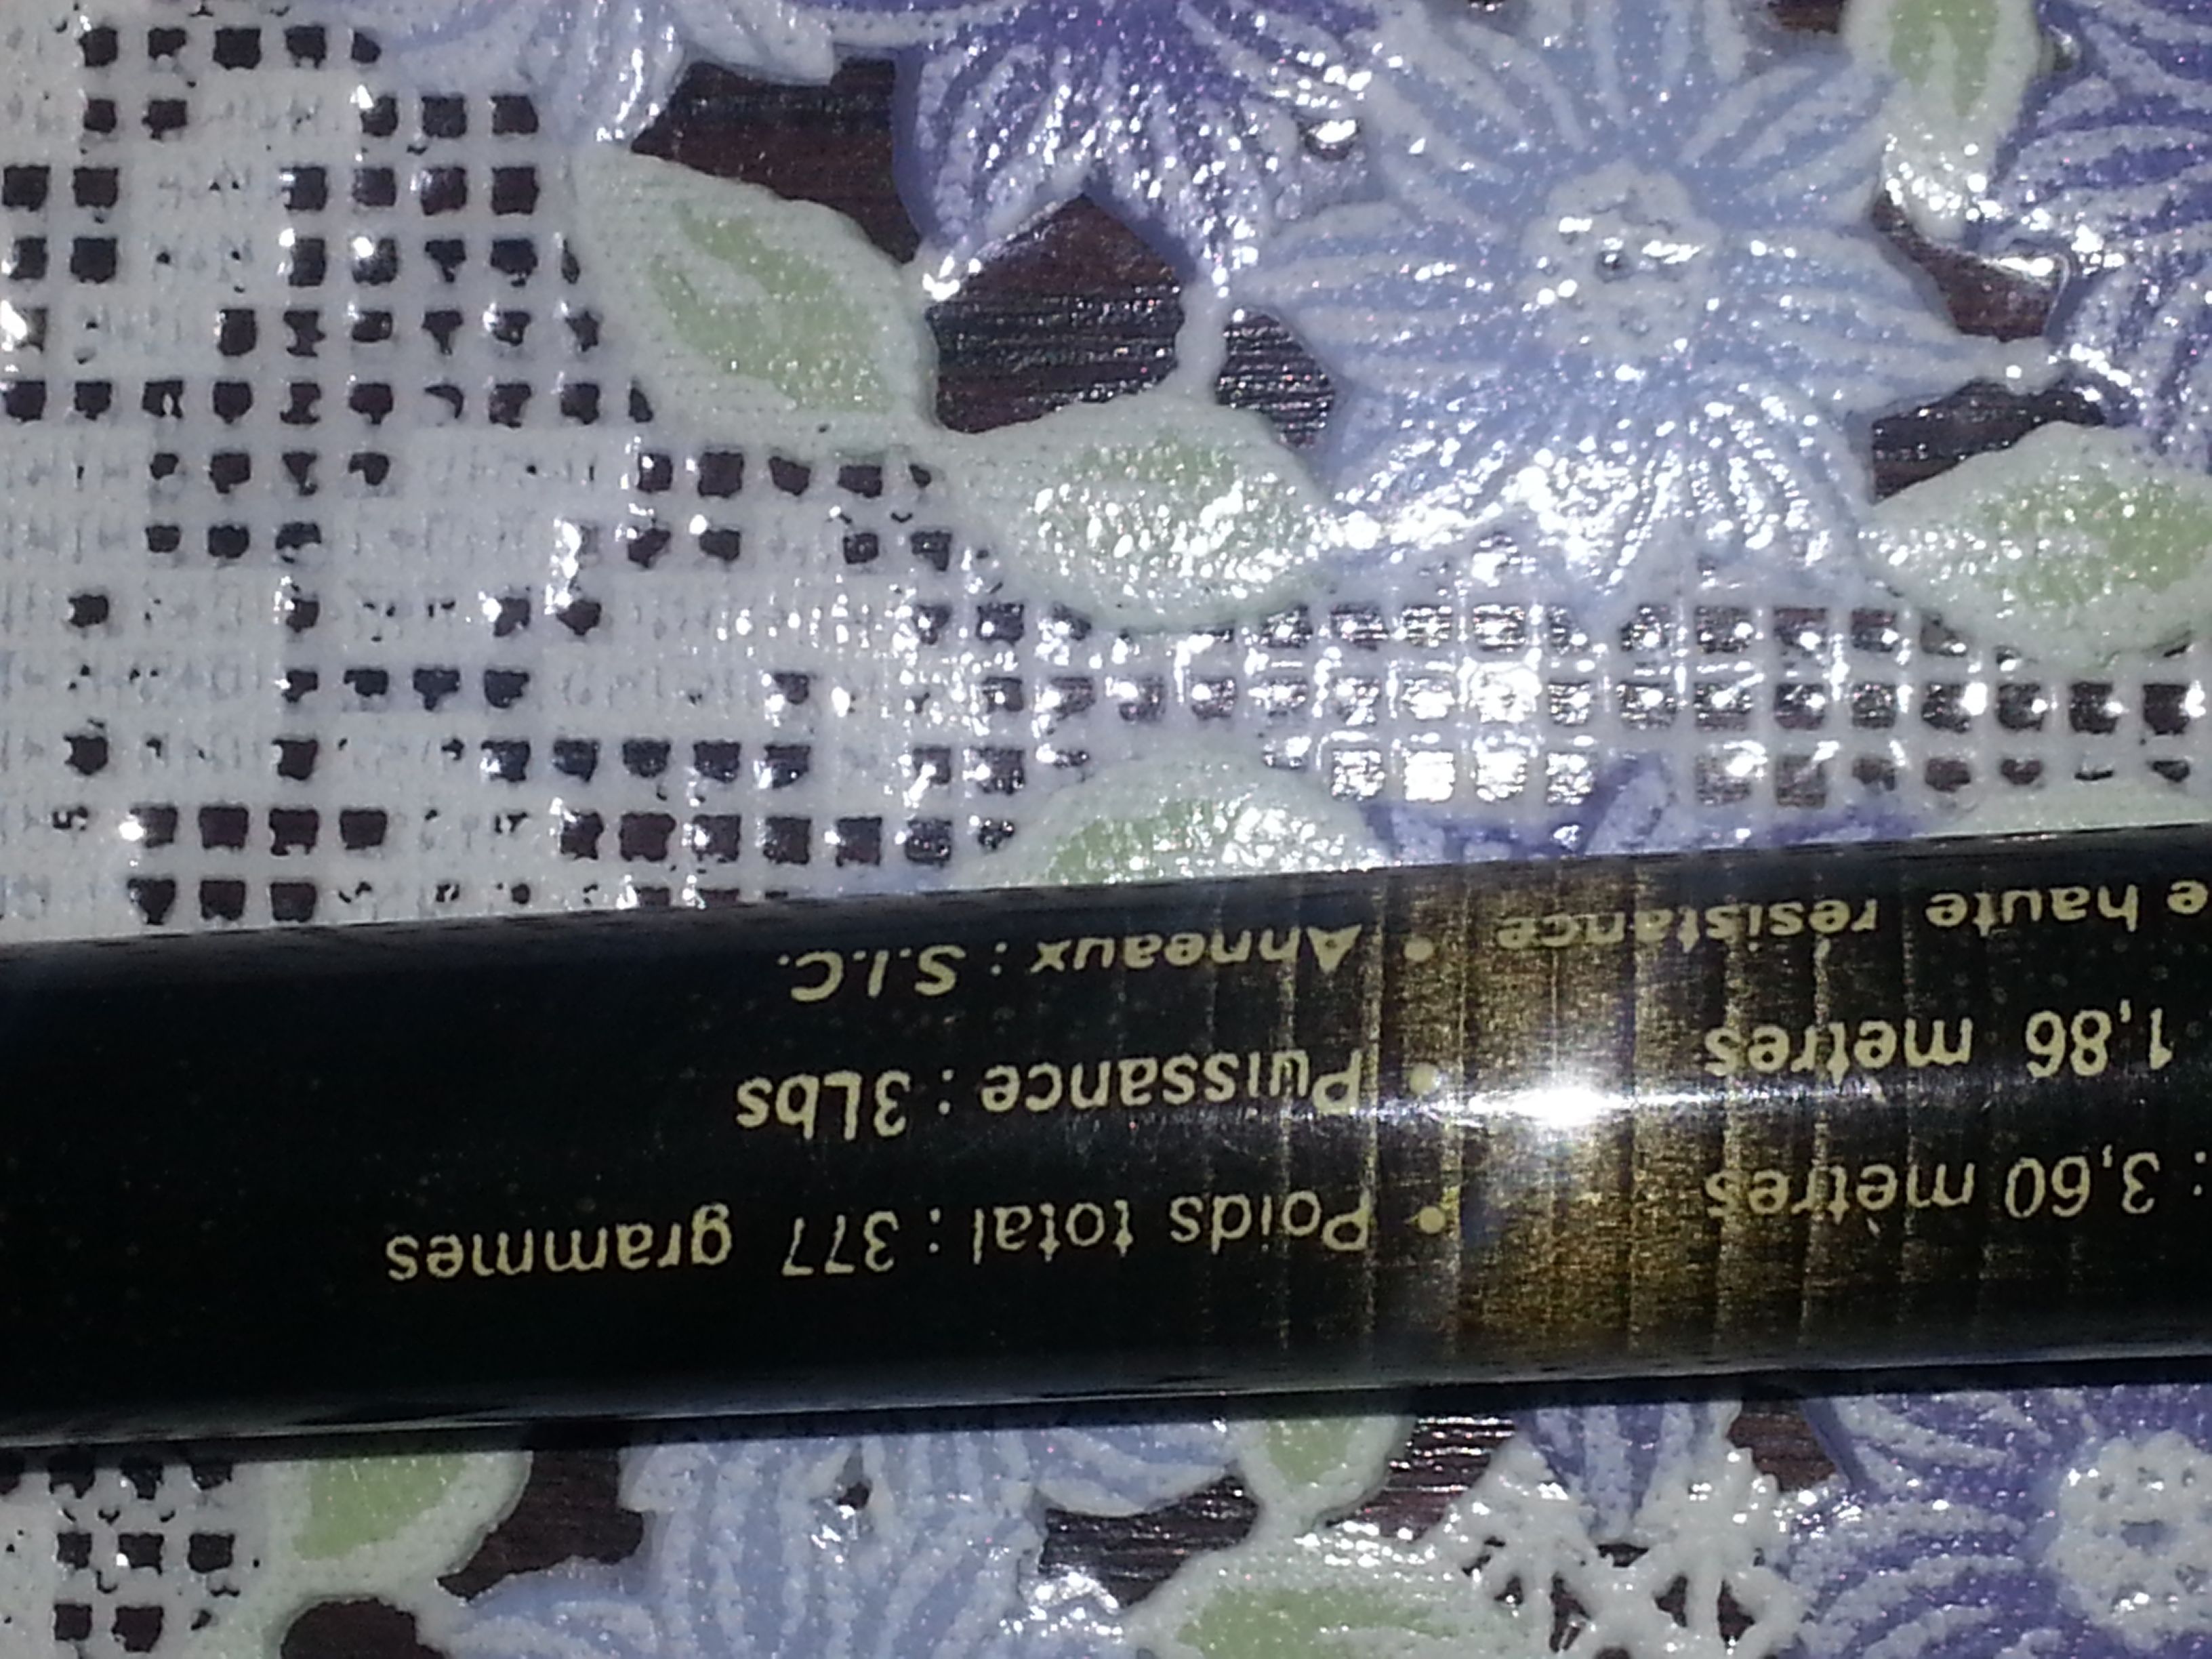 : 3,60 mètres • Poids total : 377 grammes
1,86 mètres • Puissance : 3Lbs
e haute résistance • Anneaux : S.I.C.